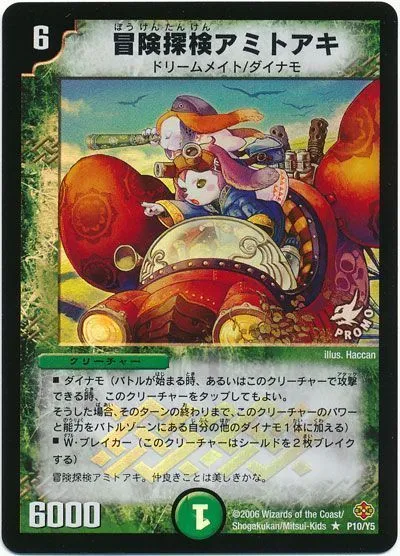 6
ぼうけんたんけん
冒険探検アミトアキ
ドリームメイト/ダイナモ
PROMO
illus. Haccan
クリーチャー
■ ダイナモ（バトルが始まる時、あるいはこのクリーチャーで攻撃
できる時、このクリーチャーをタップしてもよい。
そうした場合、そのターンの終わりまで、このクリーチャーのパワー
と能力をバトルゾーンにある自分の他のダイナモ1体に加える）
■ W・ブレイカー（このクリーチャーはシールドを2枚ブレイク
する）
冒険探検アミトアキ。仲良きことは美しきかな。
6000
1
©2006 Wizards of the Coast/
Shogakukan/Mitsui-Kids ★ P10/Y5